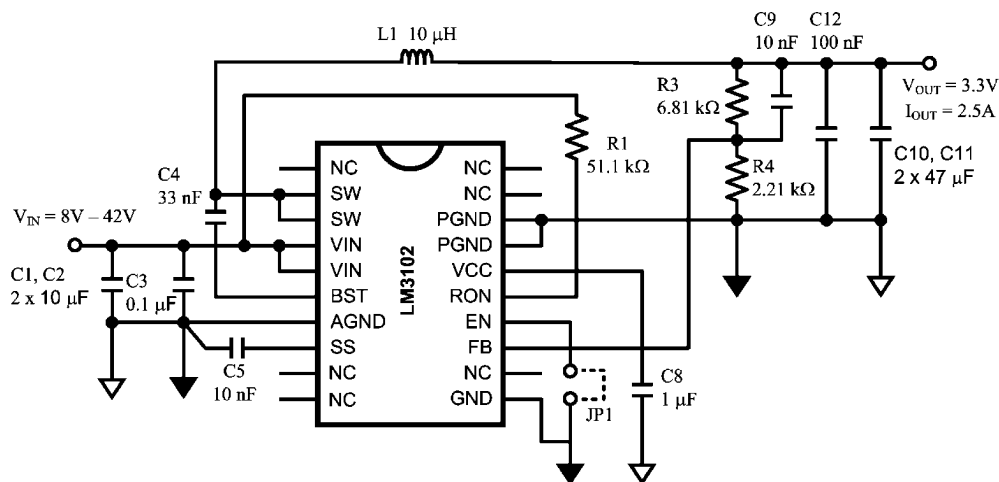 C9
10 nF
C12
100 nF
L1 10 μH
R3
6.81 kΩ
VOUT = 3.3V
IOUT = 2.5A
R1
51.1 kΩ
C10, C11
2 x 47 μF
R4
2.21 kΩ
C4
33 nF
VIN = 8V – 42V
C1, C2
2 x 10 μF
C3
0.1 μF
C5
10 nF
LM3102
NC
SW
SW
VIN
VIN
BST
AGND
SS
NC
NC
NC
NC
PGND
PGND
VCC
RON
EN
FB
NC
GND
JP1
C8
1 μF